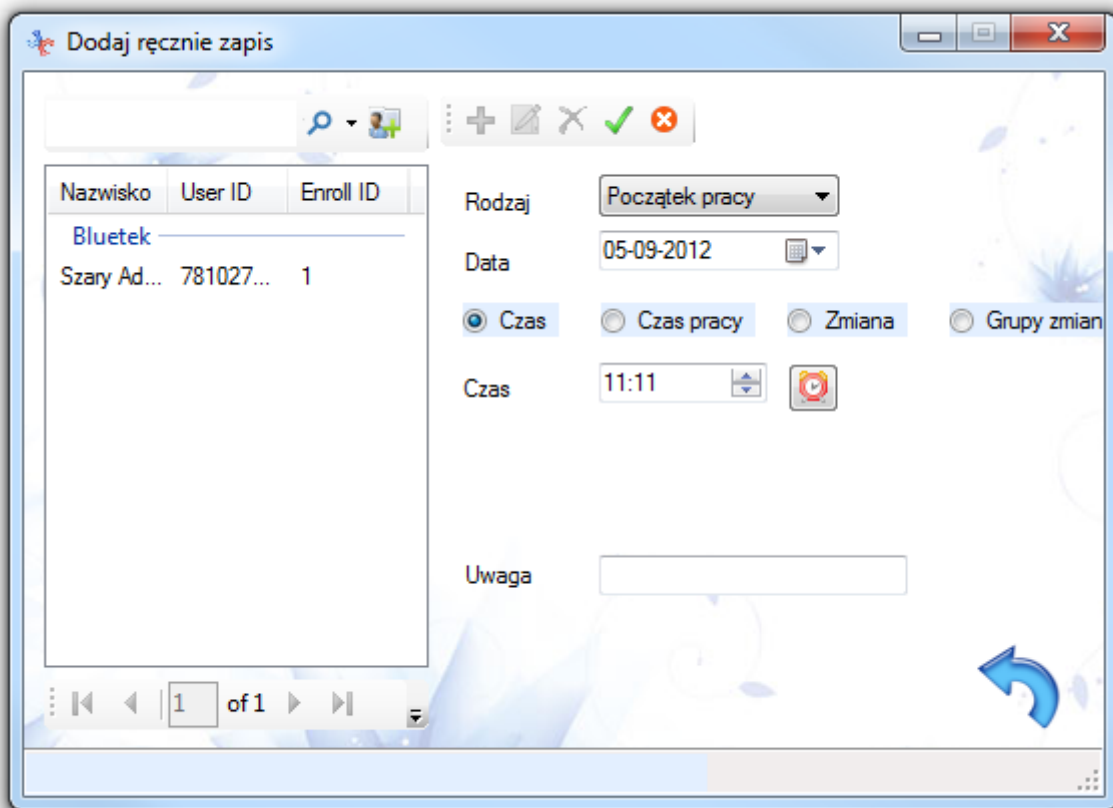 Dodaj ręcznie zapis
Nazwisko User ID Enroll ID
Bluetek
Szary Ad... 781027... 1
1 of 1
Rodzaj Początek pracy
Data 05-09-2012
Czas Czas pracy Zmiana Grupy zmian
Czas 11:11
Uwaga